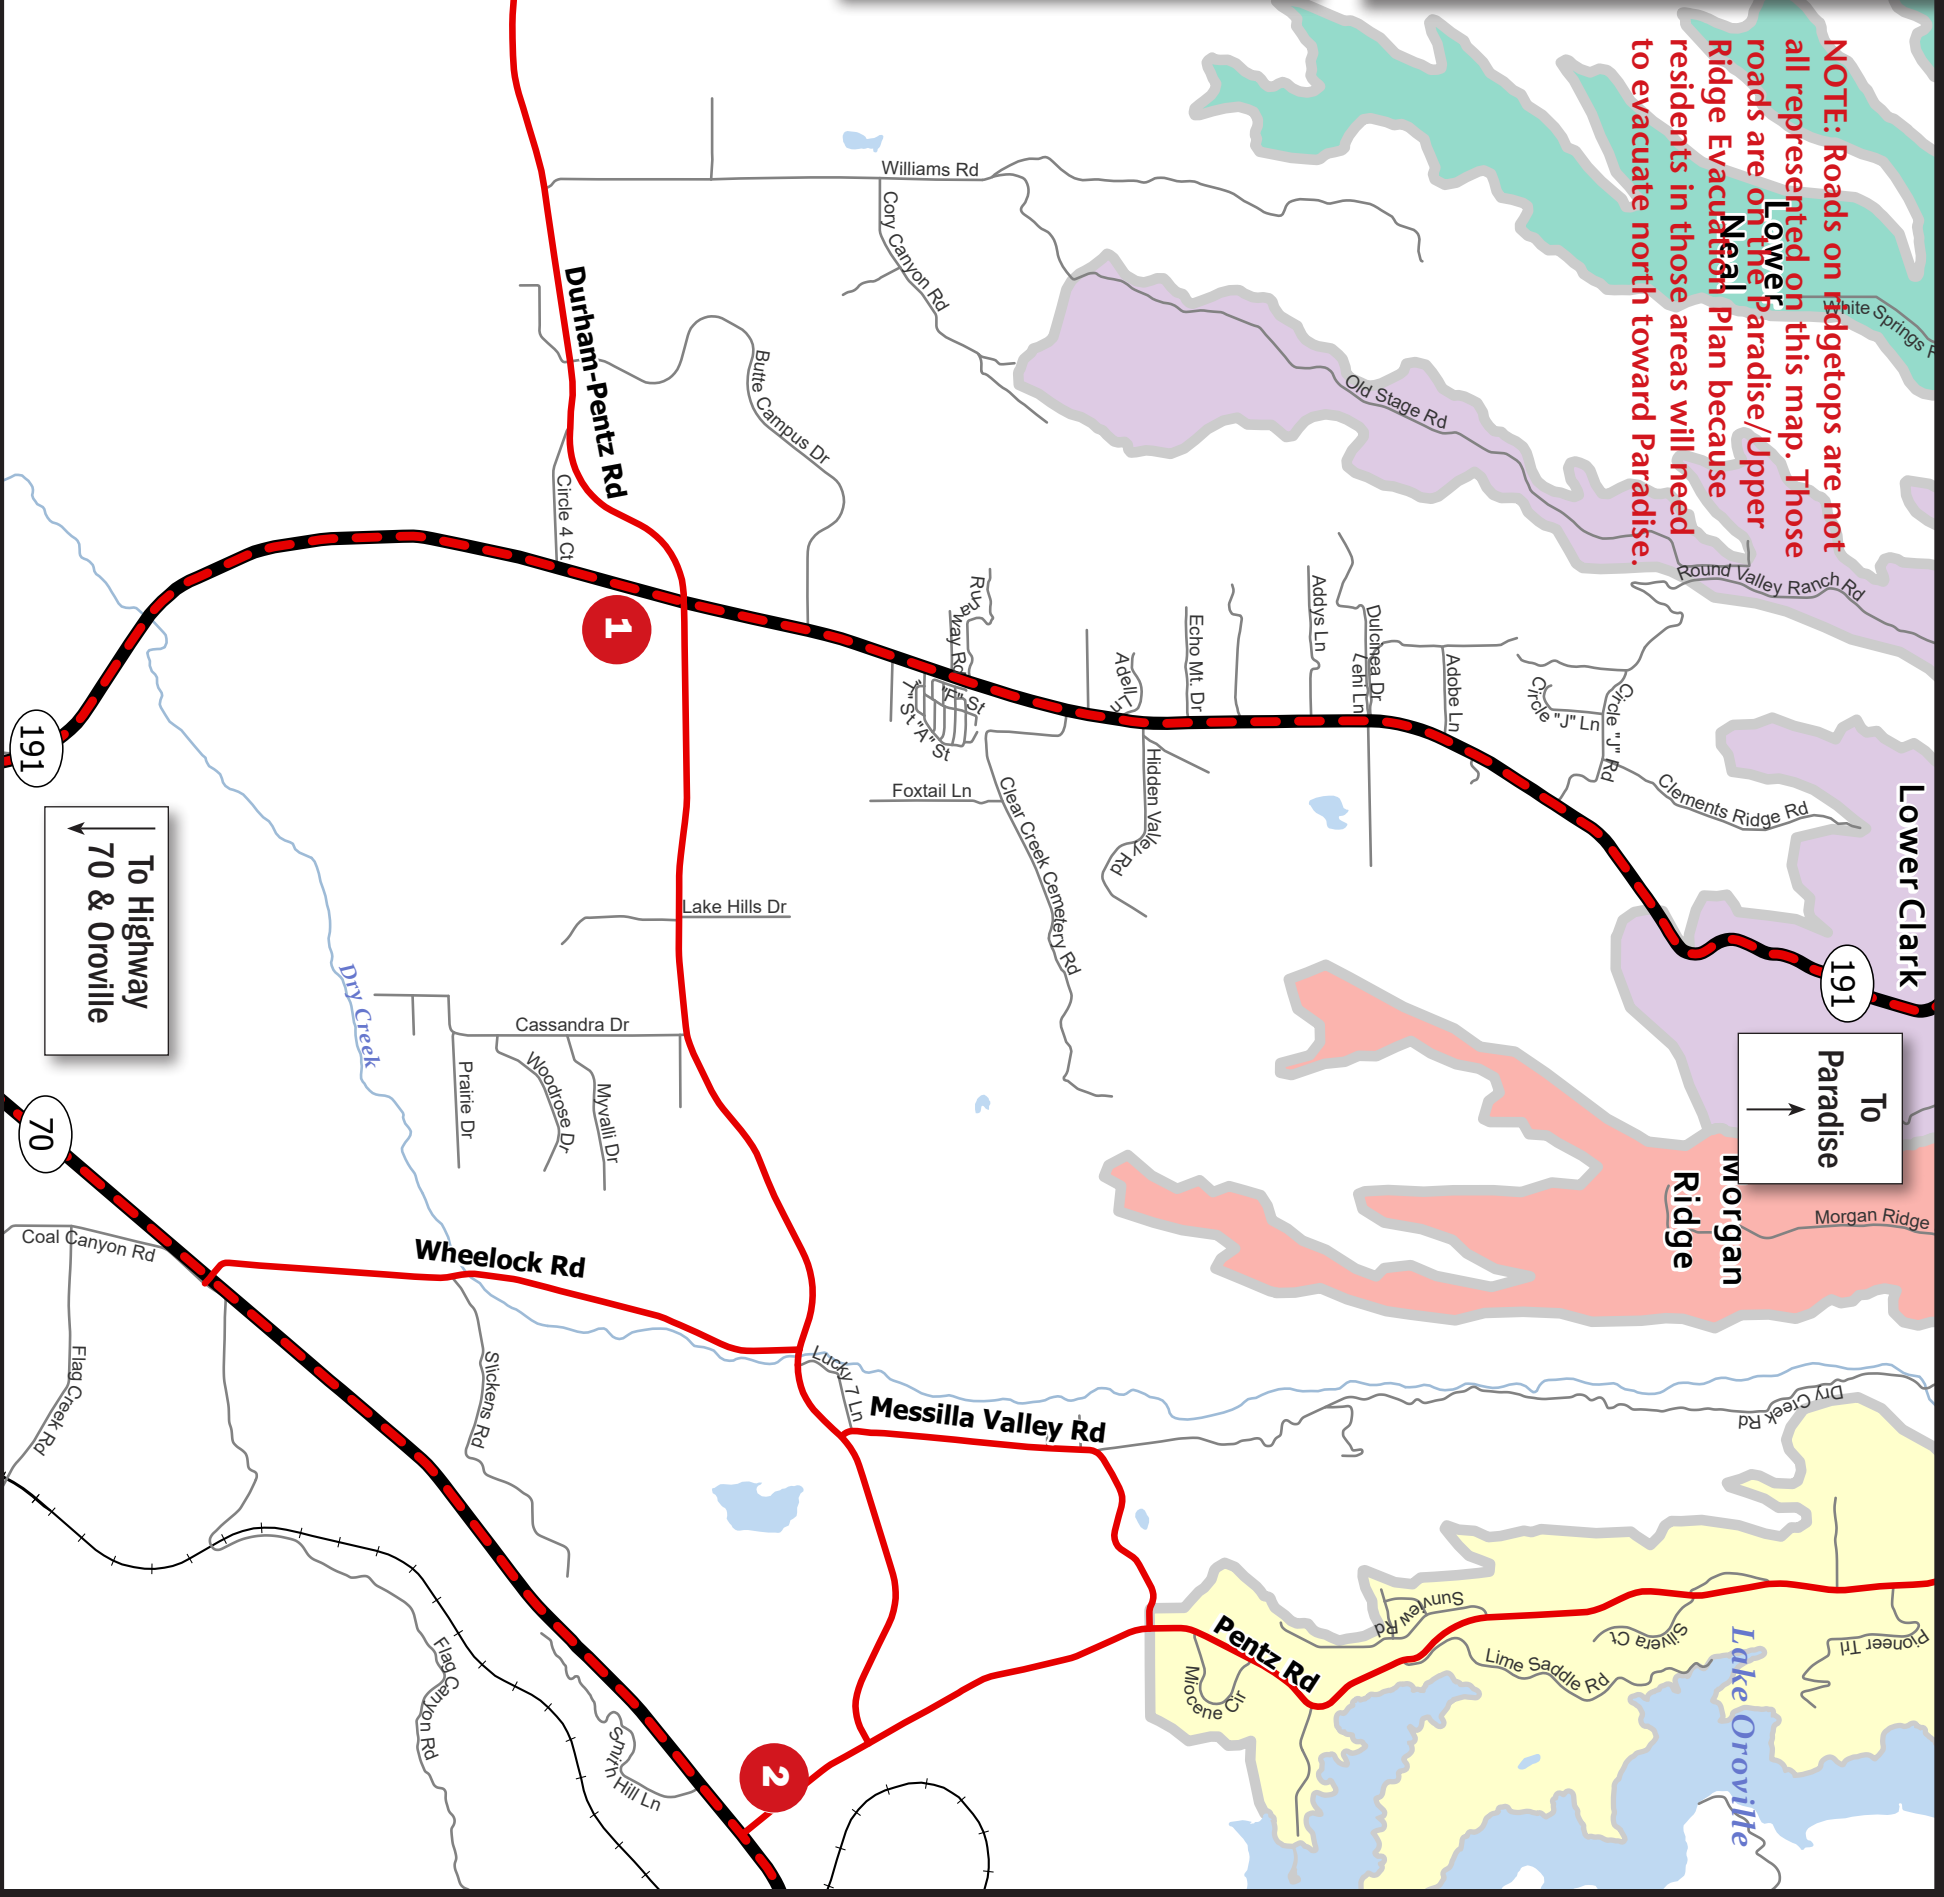 NOTE: Roads on ridgetops are not
all represented on this map. Those
roads are on the Paradise/Upper
Ridge Evacuation Plan because
residents in those areas will need
to evacuate north toward Paradise.
Lower
Neal
White Springs
Williams Rd
Cory Canyon Rd
Durham-Pentz Rd
Butte Campus Dr
Circle 4 Ct
Old Stage Rd
Round Valley Ranch Rd
1
191
To Highway
70 & Oroville
"F" St
"A" St
Adell Ln
Echo Mt. Dr
Addys Ln
Dulcinea Dr
Lehi Ln
Adobe Ln
Circle "J" Ln
Circle "J" Rd
Clements Ridge Rd
Lower Clark
191
To
Paradise
Foxtail Ln
Clear Creek Cemetery Rd
Hidden Valley Rd
Lake Hills Dr
Dry Creek
Cassandra Dr
Prairie Dr
Woodrose Dr
Myvalli Dr
Morgan
Ridge
Morgan Ridge
70
Coal Canyon Rd
Flag Creek Rd
Wheelock Rd
Slickens Rd
Lucky 7 Ln
Messilla Valley Rd
Dry Creek Rd
Flag Canyon Rd
Smith Hill Ln
2
Pentz Rd
Miocene Cir
Sunview Rd
Lime Saddle Rd
Silvera Ct
Pioneer Trl
Lake Oroville